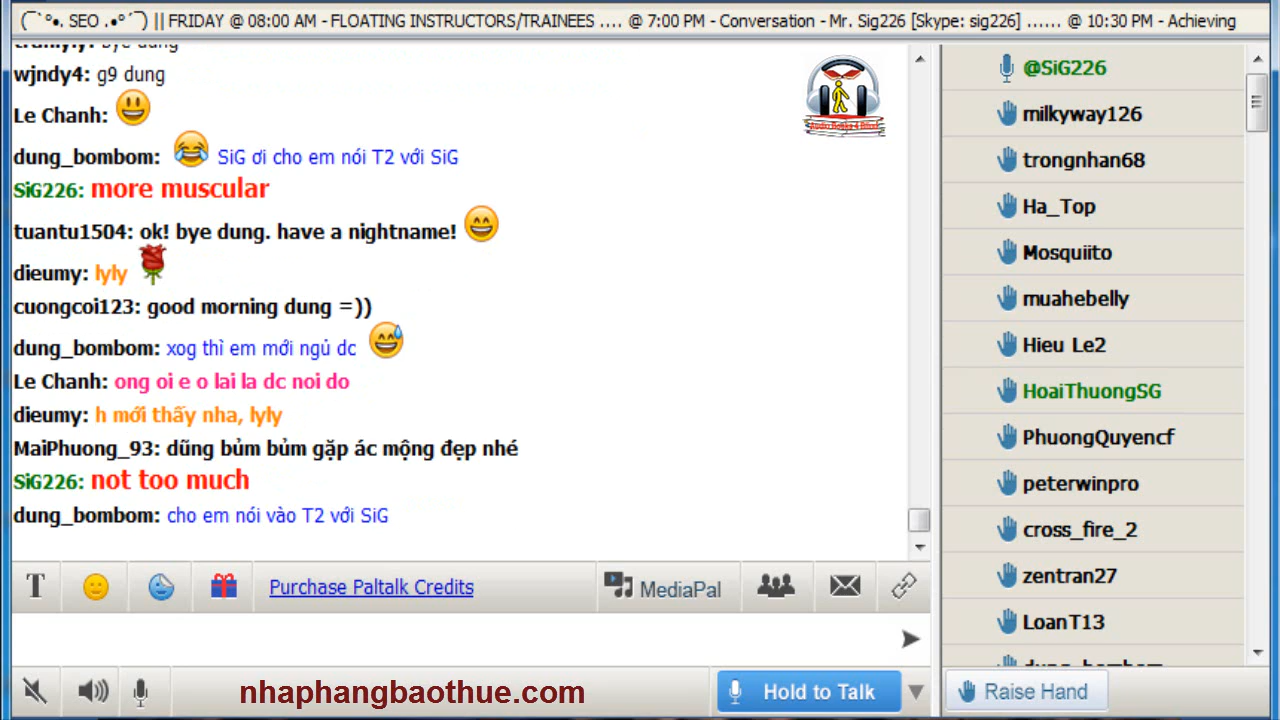 (¯`°•. SEO .•°´¯) || FRIDAY @ 08:00 AM - FLOATING INSTRUCTORS/TRAINEES .... @ 7:00 PM - Conversation - Mr. Sig226 [Skype: sig226] ...... @ 10:30 PM - Achieving
bye dung
wjndy4: g9 dung
Le Chanh:
dung_bombom: SiG ơi cho em nói T2 với SiG
SiG226: more muscular
tuantu1504: ok! bye dung. have a nightname!
dieumy: lyly
cuongcoi123: good morning dung =))
dung_bombom: xog thì em mới ngủ dc
Le Chanh: ong oi e o lai la dc noi do
dieumy: h mới thấy nha, lyly
MaiPhuong_93: dũng bủm bủm gặp ác mộng đẹp nhé
SiG226: not too much
dung_bombom: cho em nói vào T2 với SiG
T
Purchase Paltalk Credits
MediaPal
nhaphangbaothue.com
Hold to Talk
@SiG226
milkyway126
trongnhan68
Ha_Top
Mosquiito
muahebelly
Hieu Le2
HoaiThuongSG
PhuongQuyencf
peterwinpro
cross_fire_2
zentran27
LoanT13
dung_bombom
Raise Hand